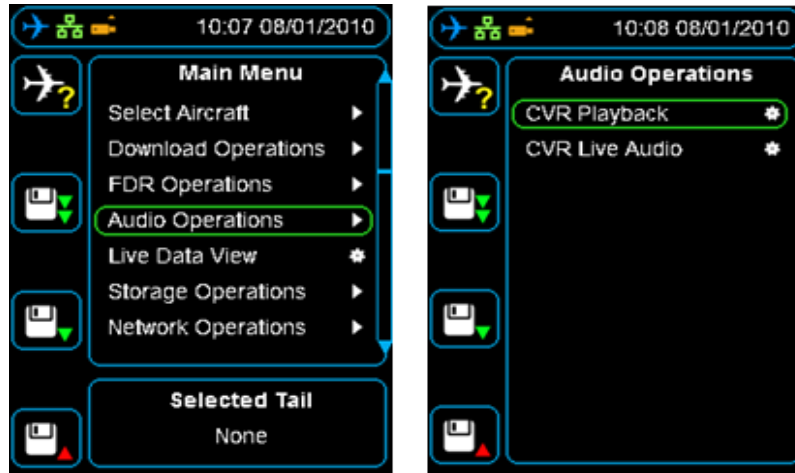 10:07 08/01/2010
?
Main Menu
Select Aircraft
Download Operations
FDR Operations
Audio Operations
Live Data View
Storage Operations
Network Operations
Selected Tail
None
10:08 08/01/2010
?
Audio Operations
CVR Playback
CVR Live Audio